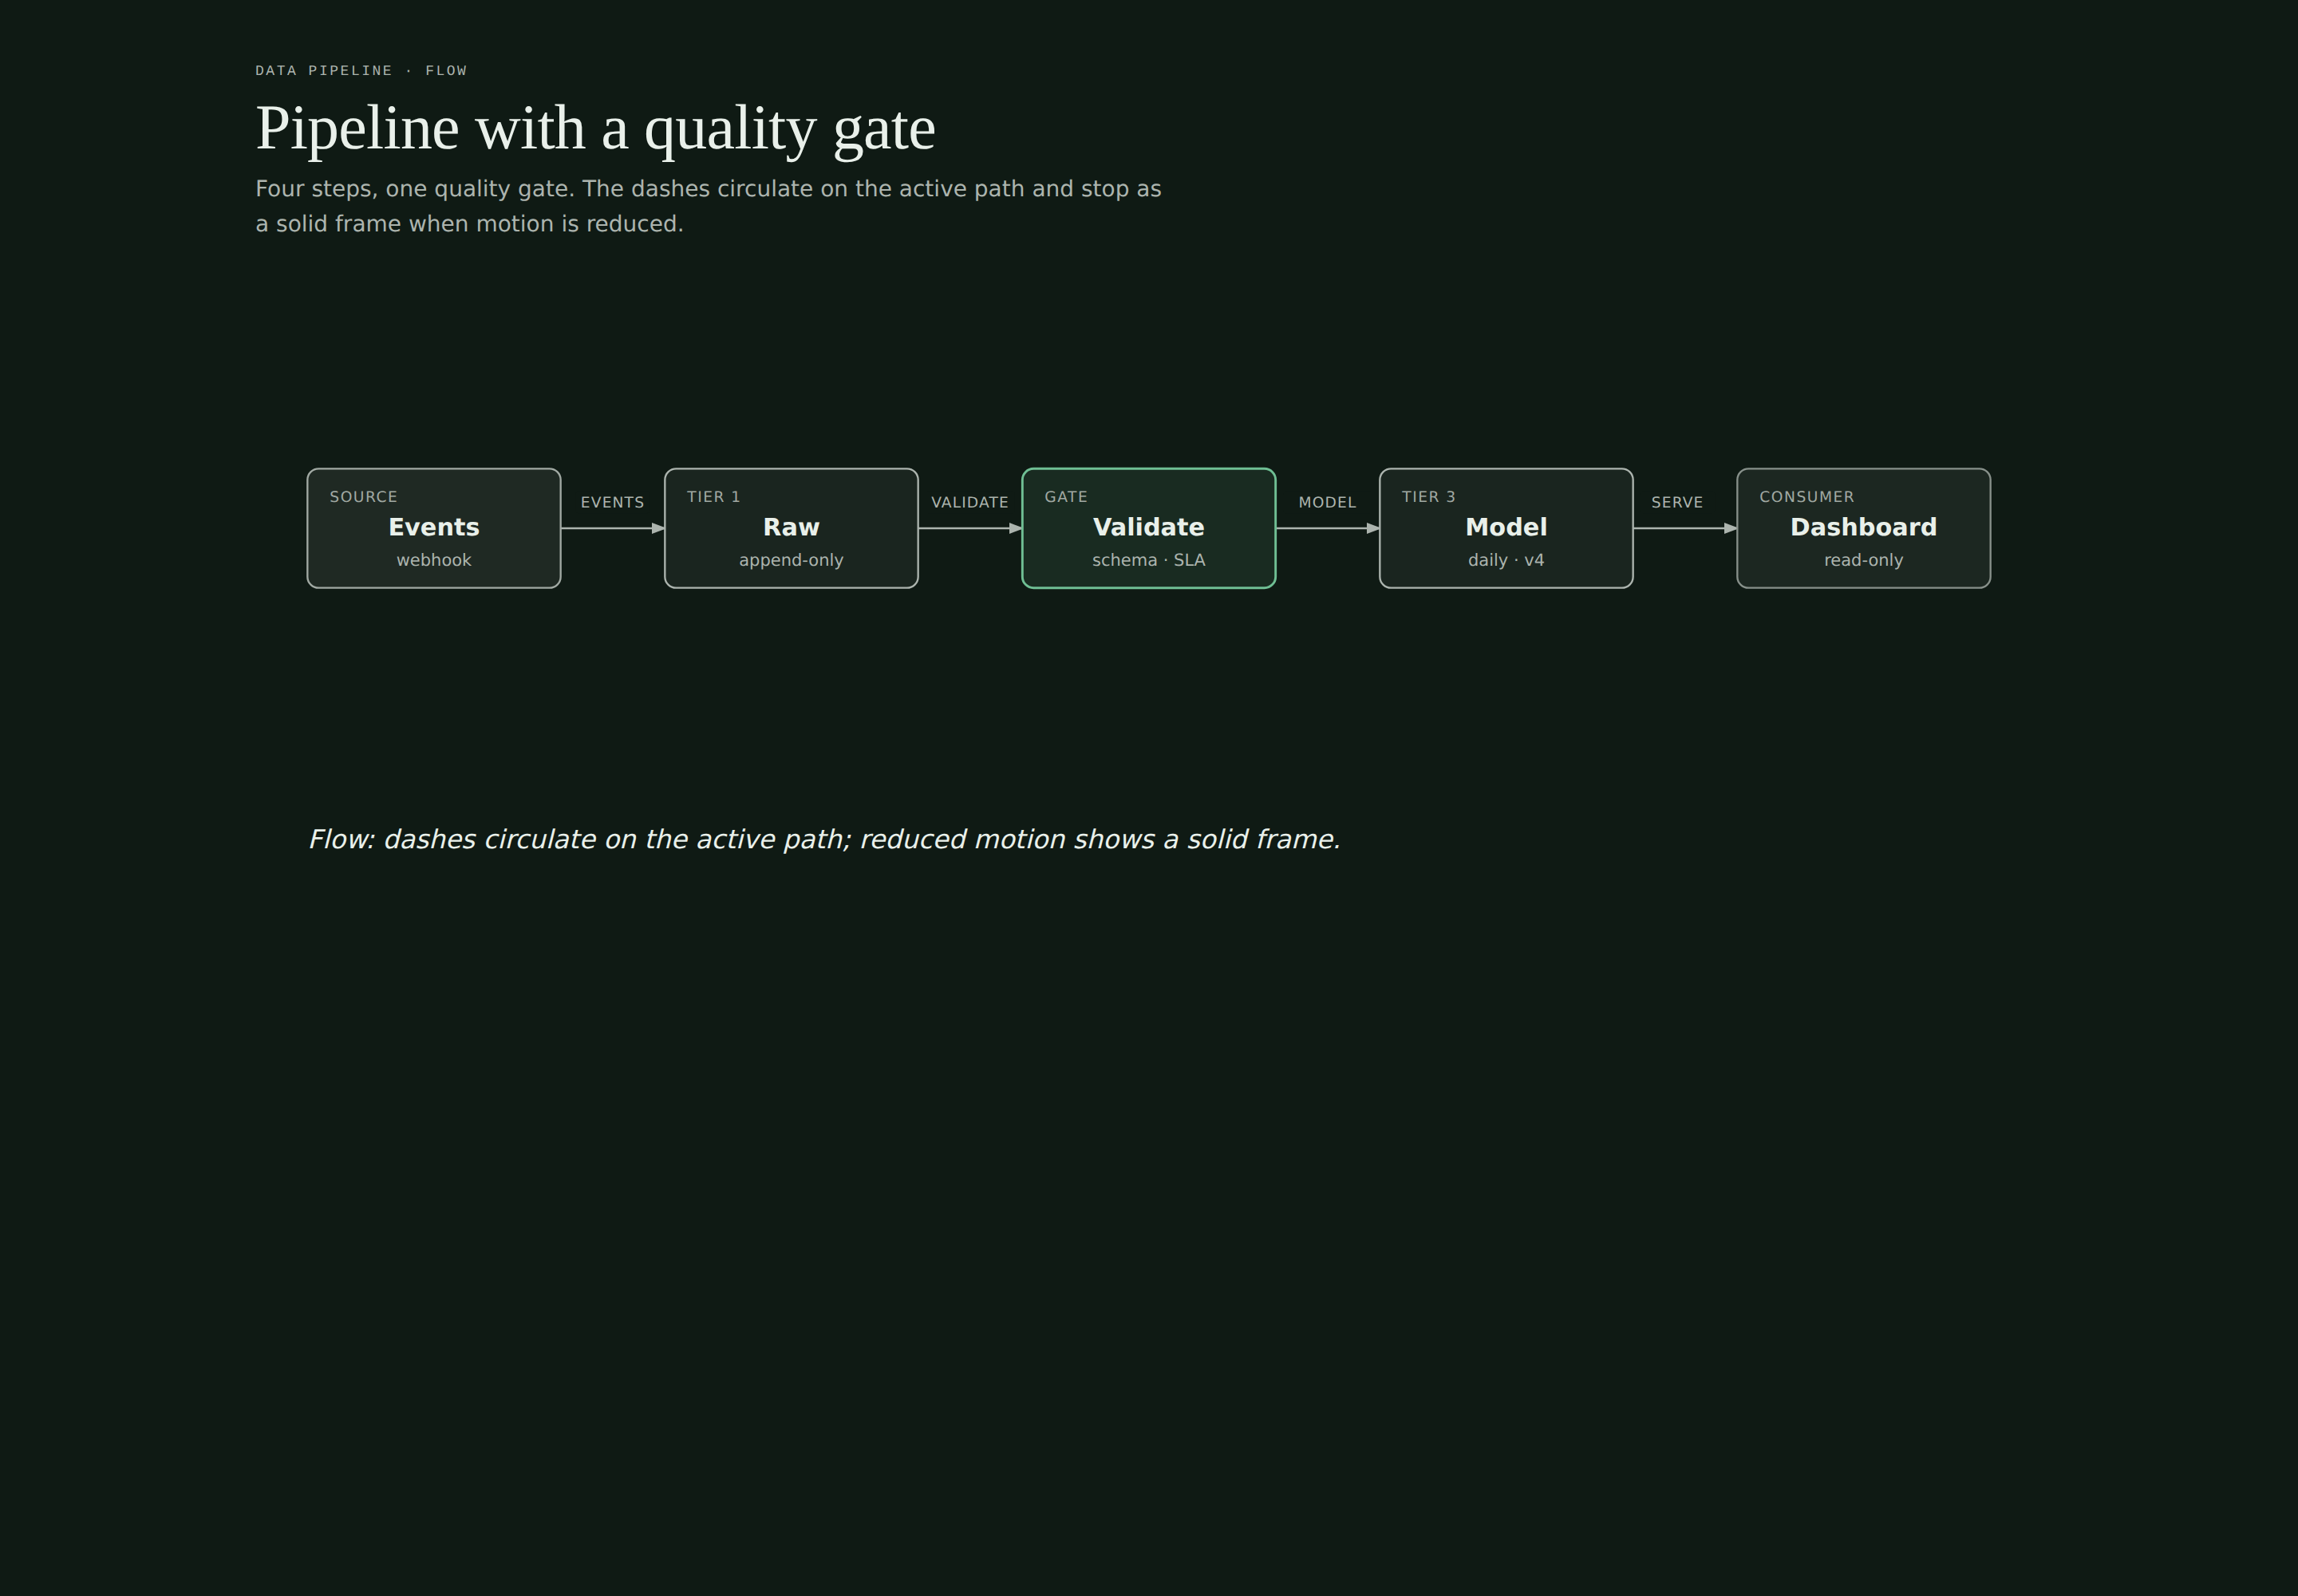 DATA PIPELINE · FLOW
Pipeline with a quality gate
Four steps, one quality gate. The dashes circulate on the active path and stop as
a solid frame when motion is reduced.
SOURCE
Events
webhook
EVENTS
TIER 1
Raw
append-only
VALIDATE
GATE
Validate
schema · SLA
MODEL
TIER 3
Model
daily · v4
SERVE
CONSUMER
Dashboard
read-only
Flow: dashes circulate on the active path; reduced motion shows a solid frame.